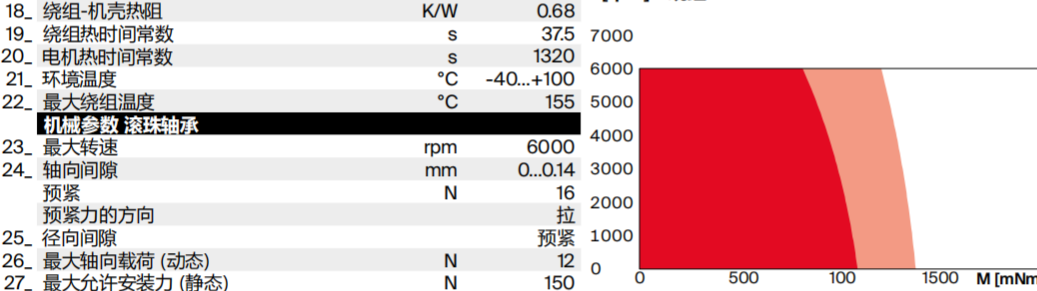 18_ 绕组-机壳热阻 K/W 0.68
19_ 绕组热时间常数 s 37.5
20_ 电机热时间常数 s 1320
21_ 环境温度 °C -40...+100
22_ 最大绕组温度 °C 155
机械参数 滚珠轴承
23_ 最大转速 rpm 6000
24_ 轴向间隙 mm 0...0.14
预紧 N 16
预紧力的方向 拉
25_ 径向间隙 预紧
26_ 最大轴向载荷 (动态) N 12
27_ 最大允许安装力 (静态) N 150
7000
6000
5000
4000
3000
2000
1000
0
0 500 100 1500 M [mNm